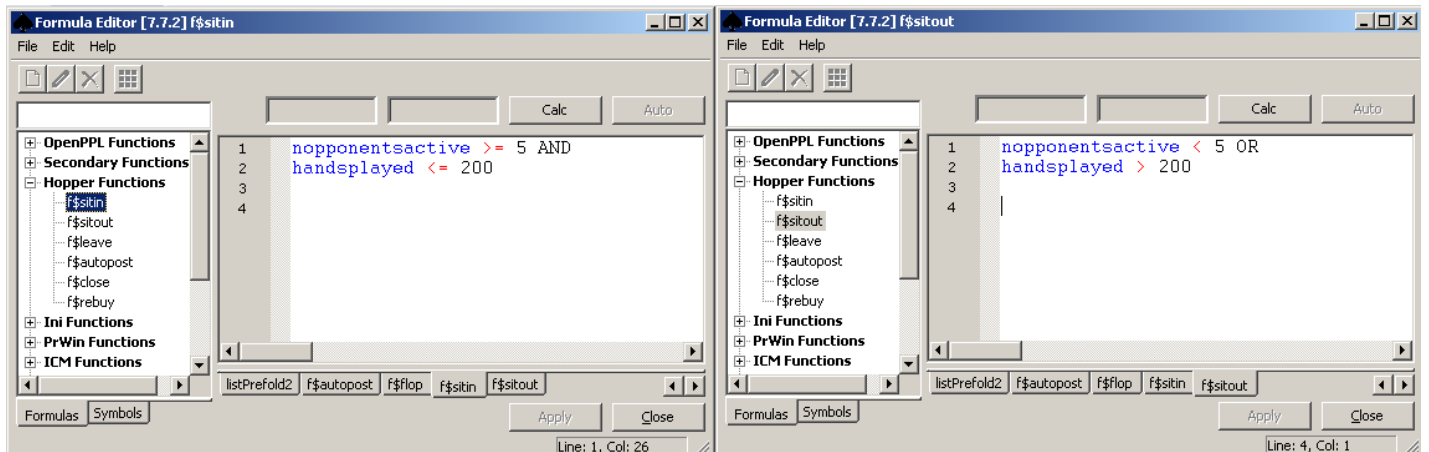 Formula Editor [7.7.2] f$sitin
File Edit Help
Calc Auto
OpenPPL Functions
Secondary Functions
Hopper Functions
f$sitin
f$sitout
f$leave
f$autopost
f$close
f$rebuy
Ini Functions
PrWin Functions
ICM Functions
1 nopponentsactive >= 5 AND
2 handsplayed <= 200
3
4
listPrefold2 f$autopost f$flop f$sitin f$sitout
Formulas Symbols
Apply Close
Line: 1, Col: 26
Formula Editor [7.7.2] f$sitout
File Edit Help
Calc Auto
OpenPPL Functions
Secondary Functions
Hopper Functions
f$sitin
f$sitout
f$leave
f$autopost
f$close
f$rebuy
Ini Functions
PrWin Functions
ICM Functions
1 nopponentsactive < 5 OR
2 handsplayed > 200
3
4
listPrefold2 f$autopost f$flop f$sitin f$sitout
Formulas Symbols
Apply Close
Line: 4, Col: 1